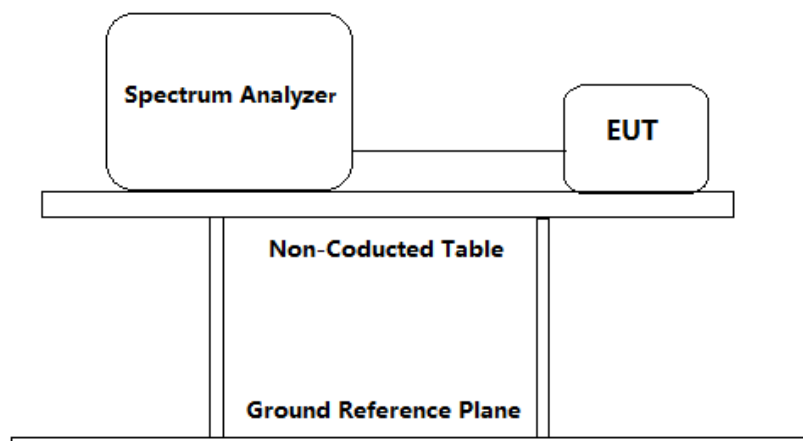 Spectrum Analyzer
EUT
Non-Coducted Table
Ground Reference Plane